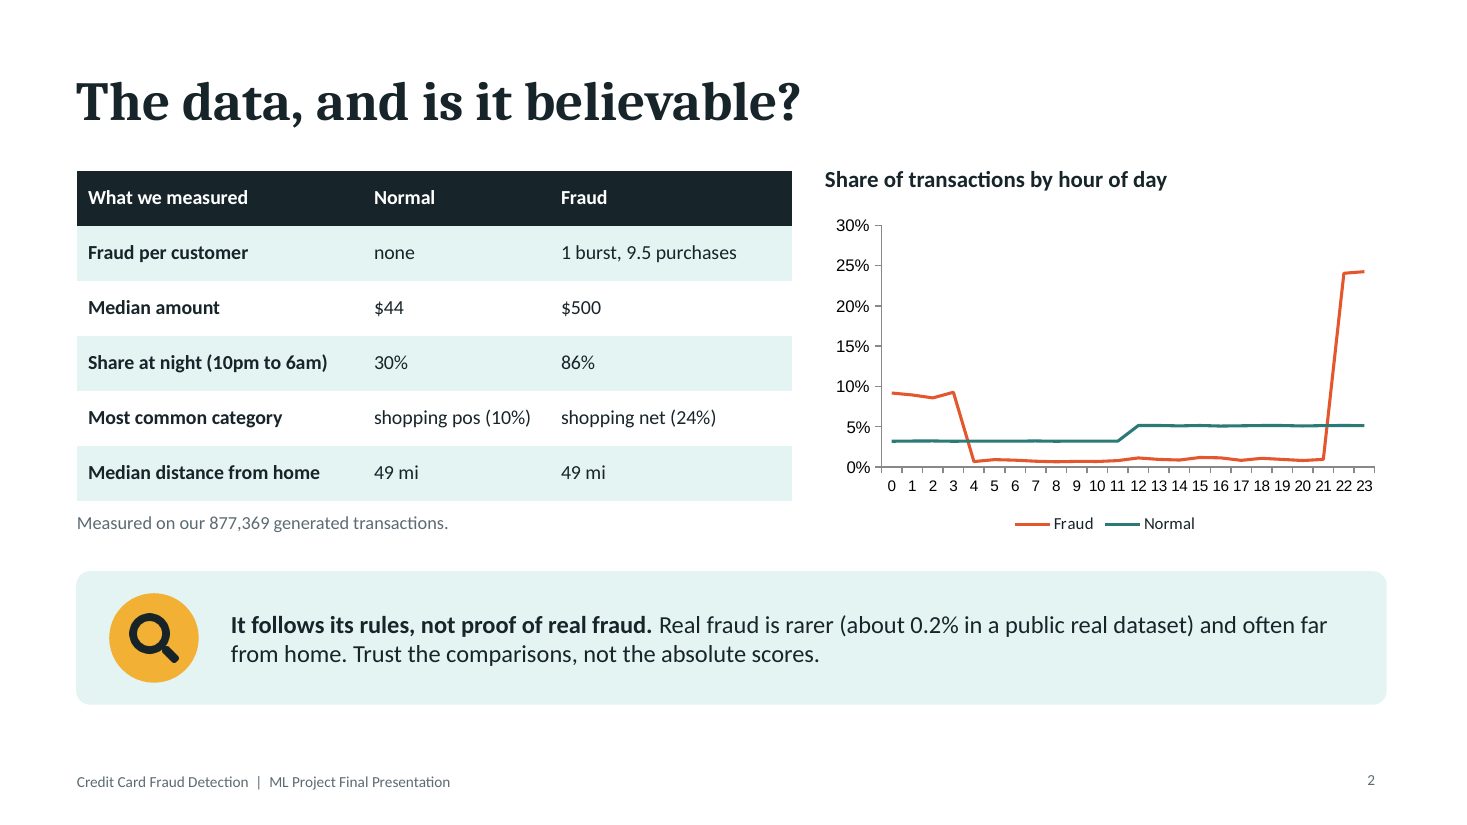 The data, and is it believable?
What we measured Normal Fraud
Fraud per customer none 1 burst, 9.5 purchases
Median amount $44 $500
Share at night (10pm to 6am) 30% 86%
Most common category shopping pos (10%) shopping net (24%)
Median distance from home 49 mi 49 mi
Measured on our 877,369 generated transactions.
Share of transactions by hour of day
30%
25%
20%
15%
10%
5%
0%
0 1 2 3 4 5 6 7 8 9 10 11 12 13 14 15 16 17 18 19 20 21 22 23
Fraud Normal
It follows its rules, not proof of real fraud. Real fraud is rarer (about 0.2% in a public real dataset) and often far
from home. Trust the comparisons, not the absolute scores.
Credit Card Fraud Detection | ML Project Final Presentation
2